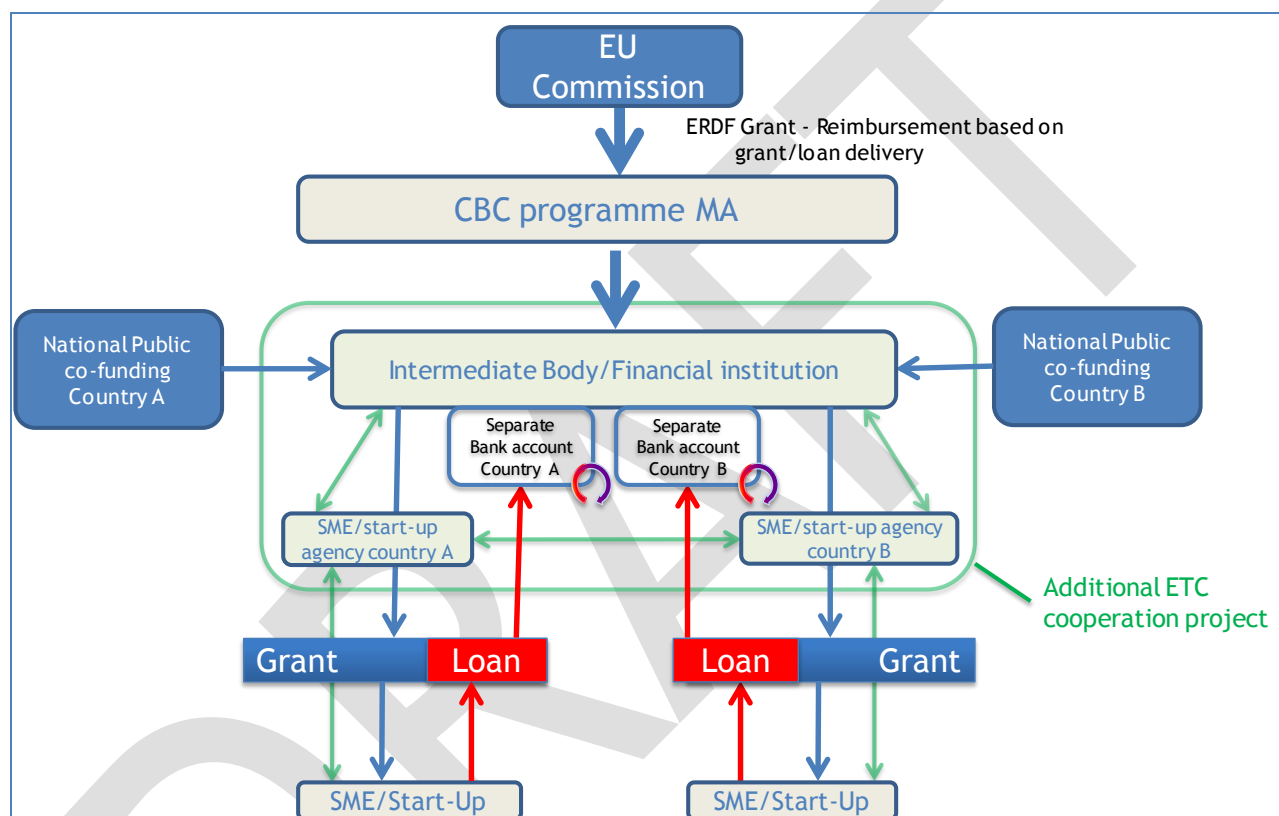 EU
Commission
ERDF Grant - Reimbursement based on
grant/loan delivery
CBC programme MA
National Public
co-funding
Country A
Intermediate Body/Financial institution
National Public
co-funding
Country B
Separate
Bank account
Country A
Separate
Bank account
Country B
SME/start-up
agency country A
SME/start-up agency
country B
Additional ETC
cooperation project
Grant
Loan
Loan
Grant
SME/Start-Up
SME/Start-Up
DRAFT